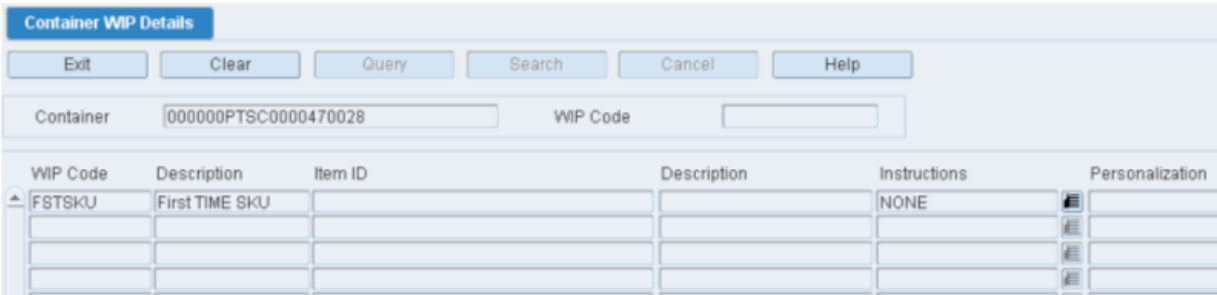 Container WIP Details
Exit Clear Query Search Cancel Help
Container 000000PTSC0000470028 WIP Code
WIP Code Description Item ID Description Instructions Personalization
FSTSKU First TIME SKU NONE